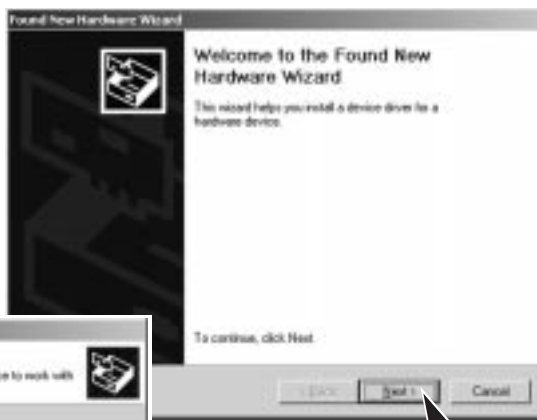 Found New Hardware Wizard
Welcome to the Found New
Hardware Wizard
This wizard helps you install a device driver for a
hardware device.
To continue, click Next.
ce to work with
< Back
Next >
Cancel